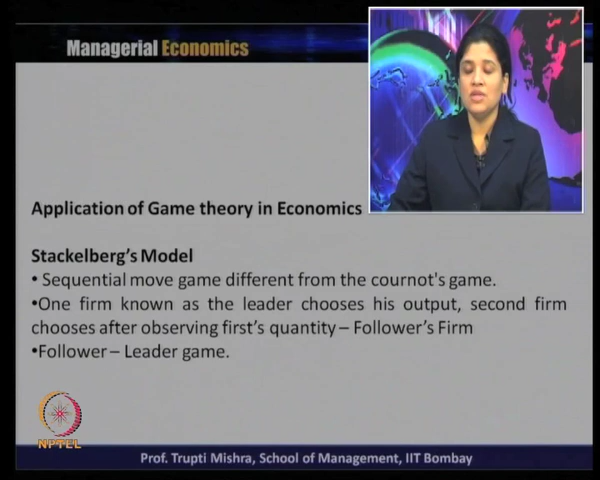 Managerial Economics
Application of Game theory in Economics
Stackelberg's Model
• Sequential move game different from the cournot's game.
•One firm known as the leader chooses his output, second firm
chooses after observing first's quantity – Follower's Firm
•Follower – Leader game.
NPTEL
Prof. Trupti Mishra, School of Management, IIT Bombay